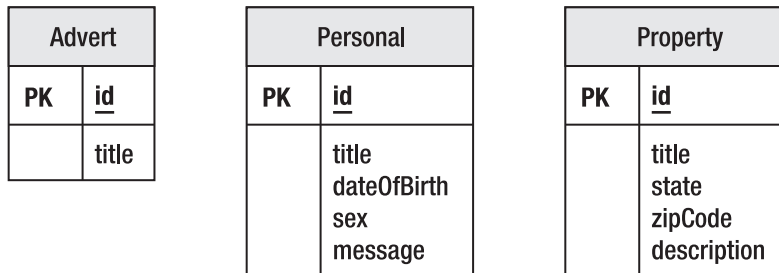 Advert
PK id
title
Personal
PK id
title
dateOfBirth
sex
message
Property
PK id
title
state
zipCode
description